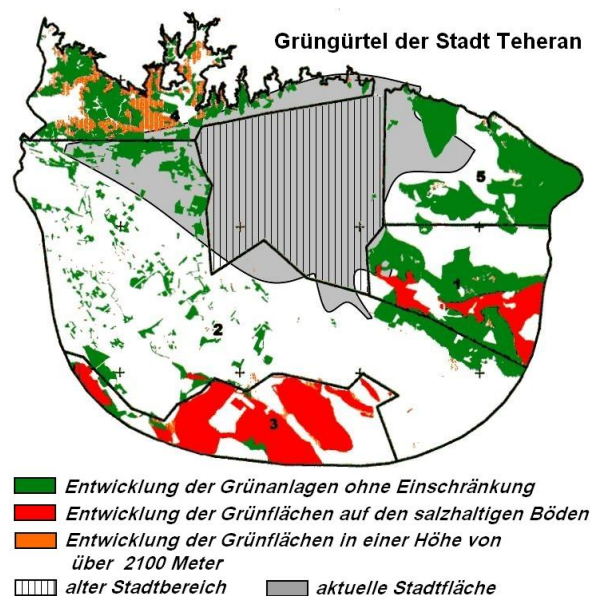 Grüngürtel der Stadt Teheran
4
5
1
2
3
Entwicklung der Grünanlagen ohne Einschränkung
Entwicklung der Grünflächen auf den salzhaltigen Böden
Entwicklung der Grünflächen in einer Höhe von
über 2100 Meter
alter Stadtbereich aktuelle Stadtfläche